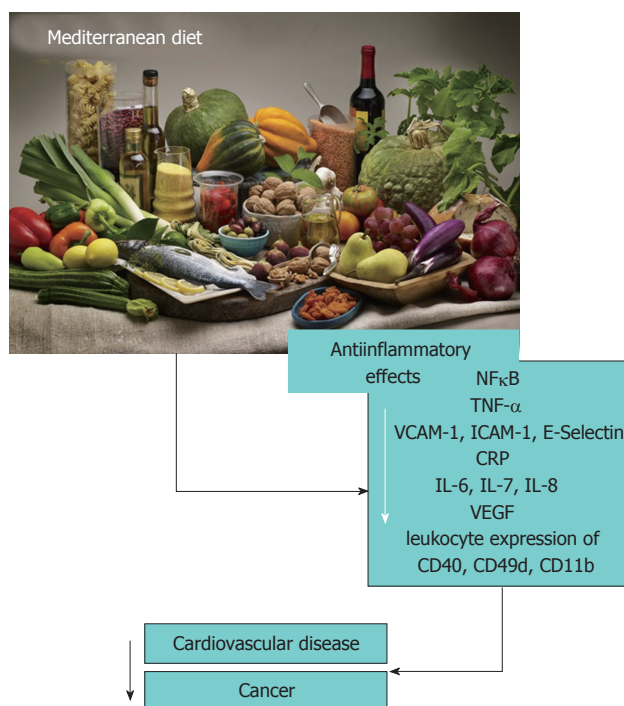 Mediterranean diet
Antiinflammatory
effects
NFκB
TNF-α
VCAM-1, ICAM-1, E-Selectin
CRP
IL-6, IL-7, IL-8
VEGF
leukocyte expression of
CD40, CD49d, CD11b
Cardiovascular disease
Cancer